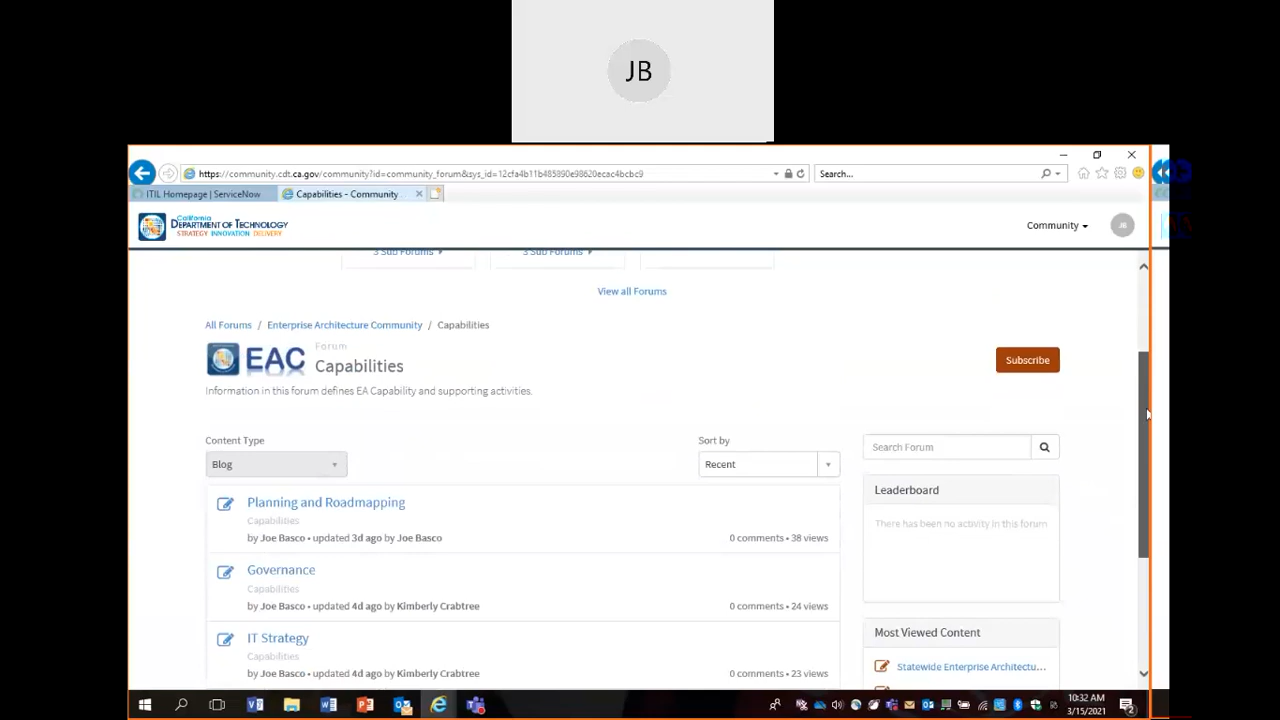 JB
https://community.cdt.ca.gov/community?id=community_forum&sys_id=12cfa4b11b485890e98620ecac4bcbc9
Search...
ITIL Homepage | ServiceNow
Capabilities - Community
California
DEPARTMENT OF TECHNOLOGY
STRATEGY INNOVATION DELIVERY
Community
JB
3 Sub Forums
3 Sub Forums
View all Forums
All Forums / Enterprise Architecture Community / Capabilities
EAC
Forum
Capabilities
Subscribe
Information in this forum defines EA Capability and supporting activities.
Content Type
Sort by
Blog
Recent
Search Forum
Planning and Roadmapping
Capabilities
by Joe Basco • updated 3d ago by Joe Basco
0 comments • 38 views
Governance
Capabilities
by Joe Basco • updated 4d ago by Kimberly Crabtree
0 comments • 24 views
IT Strategy
Capabilities
by Joe Basco • updated 4d ago by Kimberly Crabtree
0 comments • 23 views
Leaderboard
There has been no activity in this forum
Most Viewed Content
Statewide Enterprise Architectu...
10:32 AM
3/15/2021